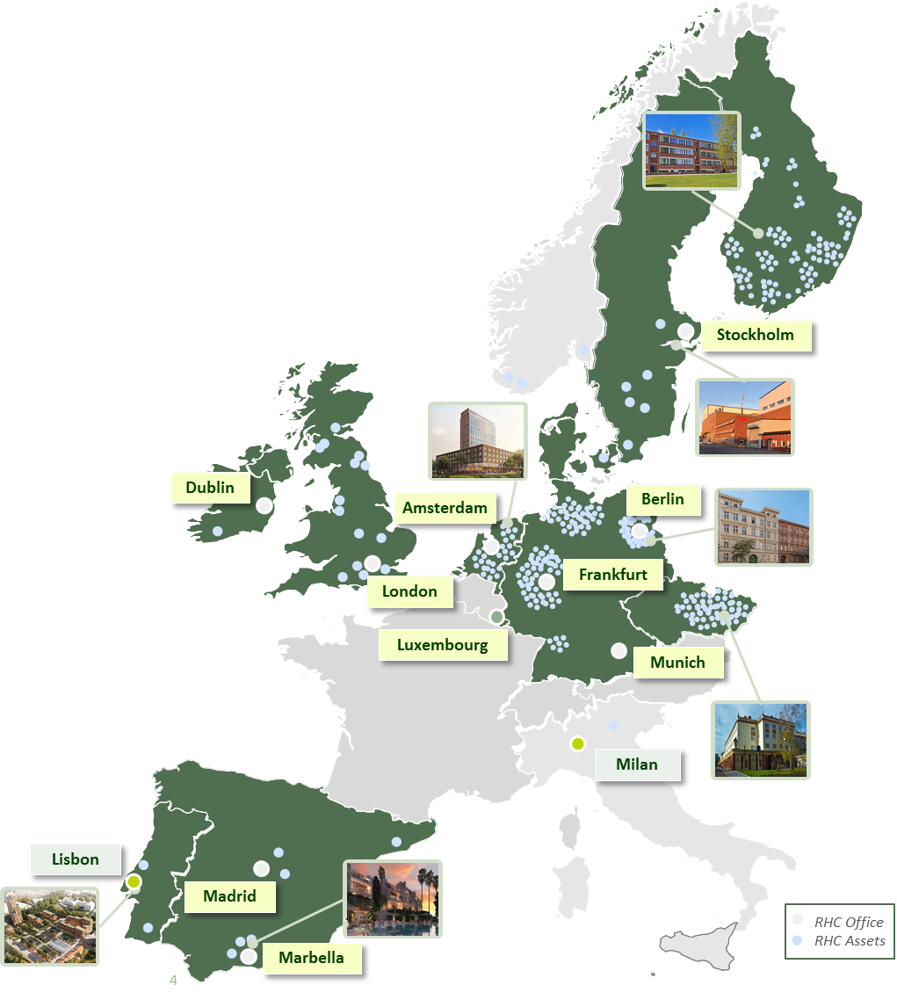 Stockholm
Dublin
Amsterdam
Berlin
Frankfurt
London
Luxembourg
Munich
Milan
Lisbon
Madrid
Marbella
RHC Office
RHC Assets
4